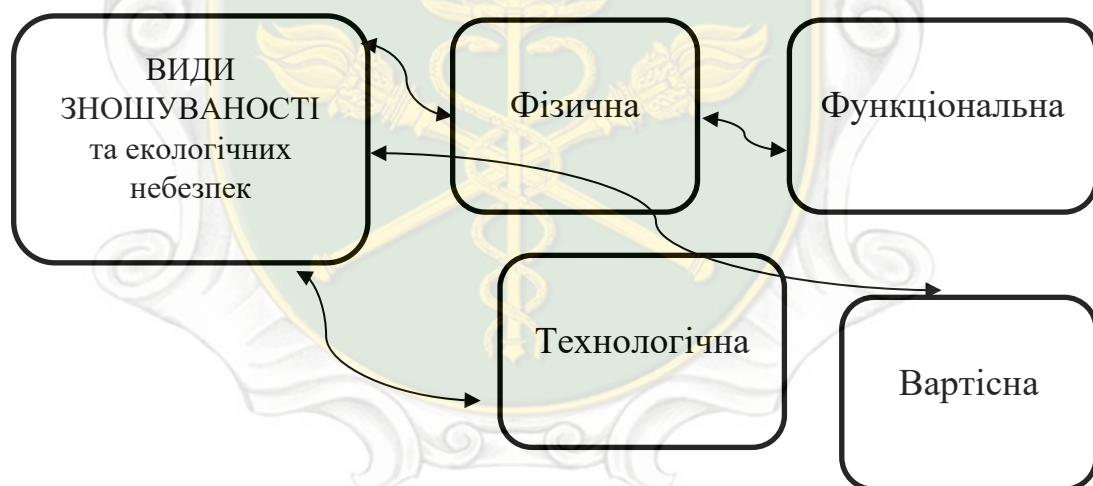 ВИДИ
ЗНОШУВАНОСТІ
та екологічних
небезпек
Фізична
Функціональна
Технологічна
Вартісна